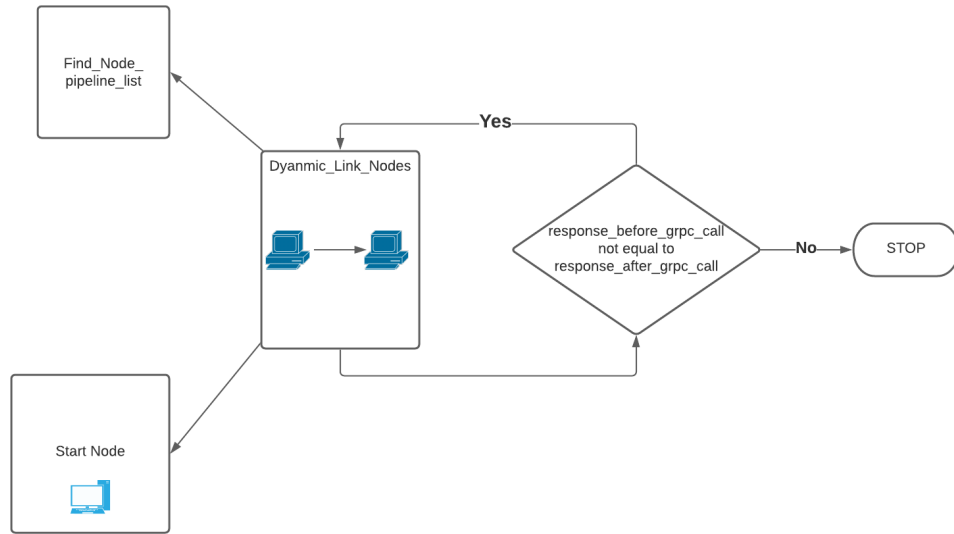 Find_Node_
pipeline_list
Yes
Dyanmic_Link_Nodes
response_before_grpc_call
not equal to
response_after_grpc_call
No
STOP
Start Node